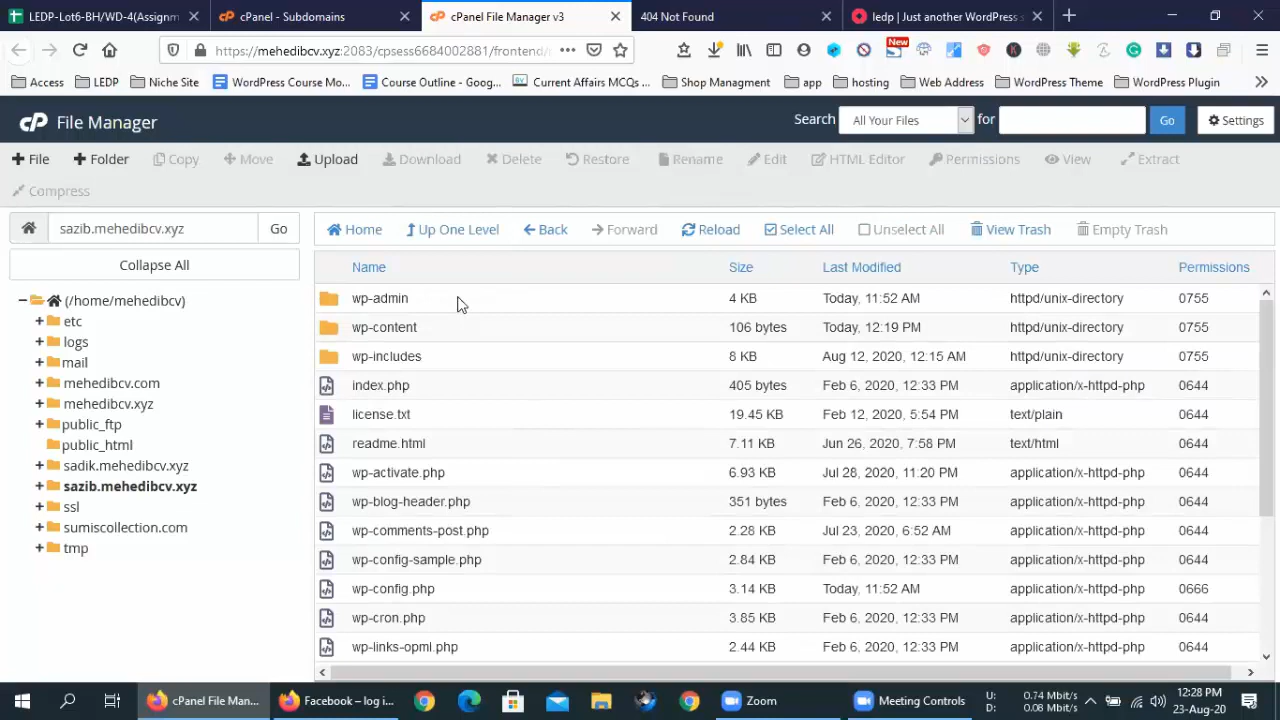 LEDP-Lot6-BH/WD-4(Assignm
cPanel - Subdomains
cPanel File Manager v3
404 Not Found
ledp | Just another WordPress s
https://mehedibcv.xyz:2083/cpsess6684002881/frontend/
New
Access
LEDP
Niche Site
WordPress Course Mo...
Course Outline - Goog...
Current Affairs MCQs ...
Shop Managment
app
hosting
Web Address
WordPress Theme
WordPress Plugin
cP File Manager
Search
All Your Files
for
Go
Settings
File
Folder
Copy
Move
Upload
Download
Delete
Restore
Rename
Edit
HTML Editor
Permissions
View
Extract
Compress
sazib.mehedibcv.xyz
Go
Home
Up One Level
Back
Forward
Reload
Select All
Unselect All
View Trash
Empty Trash
Collapse All
(/home/mehedibcv)
etc
logs
mail
mehedibcv.com
mehedibcv.xyz
public_ftp
public_html
sadik.mehedibcv.xyz
sazib.mehedibcv.xyz
ssl
sumiscollection.com
tmp
Name Size Last Modified Type Permissions
wp-admin 4 KB Today, 11:52 AM httpd/unix-directory 0755
wp-content 106 bytes Today, 12:19 PM httpd/unix-directory 0755
wp-includes 8 KB Aug 12, 2020, 12:15 AM httpd/unix-directory 0755
index.php 405 bytes Feb 6, 2020, 12:33 PM application/x-httpd-php 0644
license.txt 19.45 KB Feb 12, 2020, 5:54 PM text/plain 0644
readme.html 7.11 KB Jun 26, 2020, 7:58 PM text/html 0644
wp-activate.php 6.93 KB Jul 28, 2020, 11:20 PM application/x-httpd-php 0644
wp-blog-header.php 351 bytes Feb 6, 2020, 12:33 PM application/x-httpd-php 0644
wp-comments-post.php 2.28 KB Jul 23, 2020, 6:52 AM application/x-httpd-php 0644
wp-config-sample.php 2.84 KB Feb 6, 2020, 12:33 PM application/x-httpd-php 0644
wp-config.php 3.14 KB Today, 11:52 AM application/x-httpd-php 0666
wp-cron.php 3.85 KB Feb 6, 2020, 12:33 PM application/x-httpd-php 0644
wp-links-opml.php 2.44 KB Feb 6, 2020, 12:33 PM application/x-httpd-php 0644
cPanel File Man...
Facebook – log i...
Zoom
Meeting Controls
U: 0.74 Mbit/s
D: 0.08 Mbit/s
12:28 PM
23-Aug-20